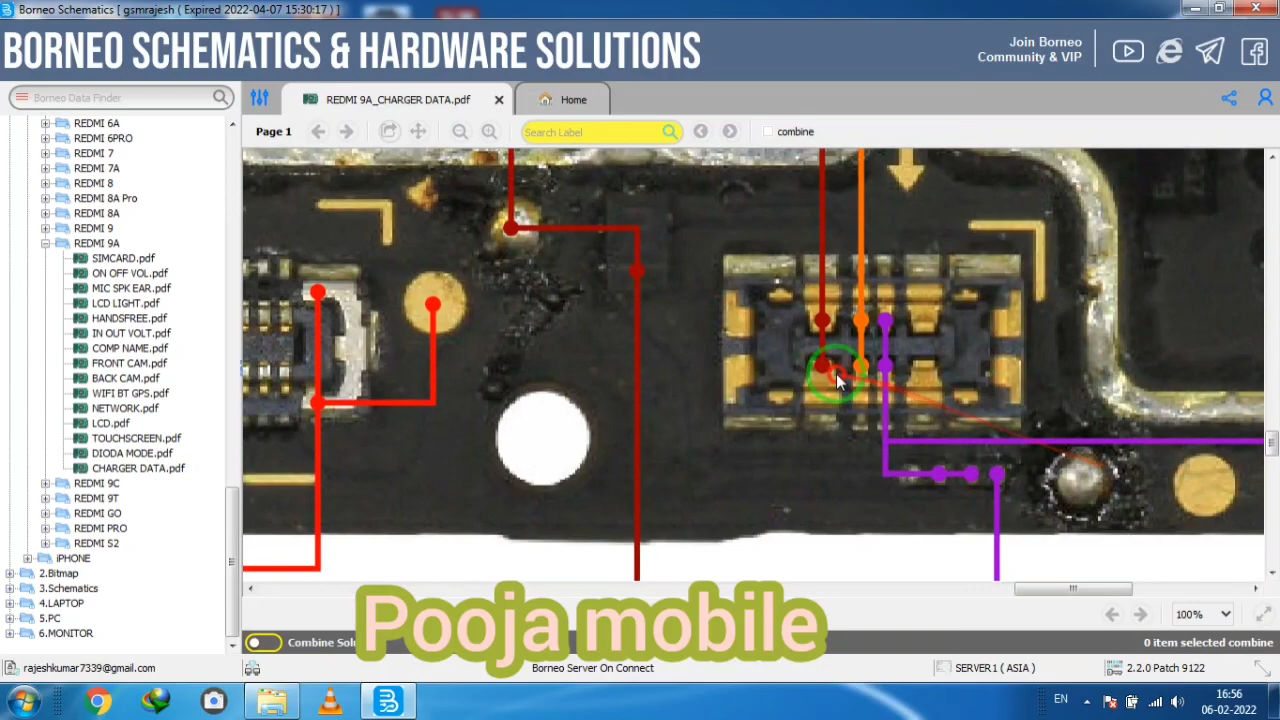 Borneo Schematics [ gsmrajesh ( Expired 2022-04-07 15:30:17 ) ]
BORNEO SCHEMATICS & HARDWARE SOLUTIONS
Join Borneo
Community & VIP
Borneo Data Finder
REDMI 9A_CHARGER DATA.pdf
Home
Page 1
Search Label
combine
REDMI 6A
REDMI 6PRO
REDMI 7
REDMI 7A
REDMI 8
REDMI 8A Pro
REDMI 8A
REDMI 9
REDMI 9A
SIMCARD.pdf
ON OFF VOL.pdf
MIC SPK EAR.pdf
LCD LIGHT.pdf
HANDSFREE.pdf
IN OUT VOLT.pdf
COMP NAME.pdf
FRONT CAM.pdf
BACK CAM.pdf
WIFI BT GPS.pdf
NETWORK.pdf
LCD.pdf
TOUCHSCREEN.pdf
DIODA MODE.pdf
CHARGER DATA.pdf
REDMI 9C
REDMI 9T
REDMI GO
REDMI PRO
REDMI S2
iPHONE
2.Bitmap
3.Schematics
4.LAPTOP
5.PC
6.MONITOR
100%
Pooja mobile
Combine
0 item selected combine
rajeshkumar7339@gmail.com
Borneo Server On Connect
SERVER1 ( ASIA )
2.2.0 Patch 9122
EN
16:56
06-02-2022